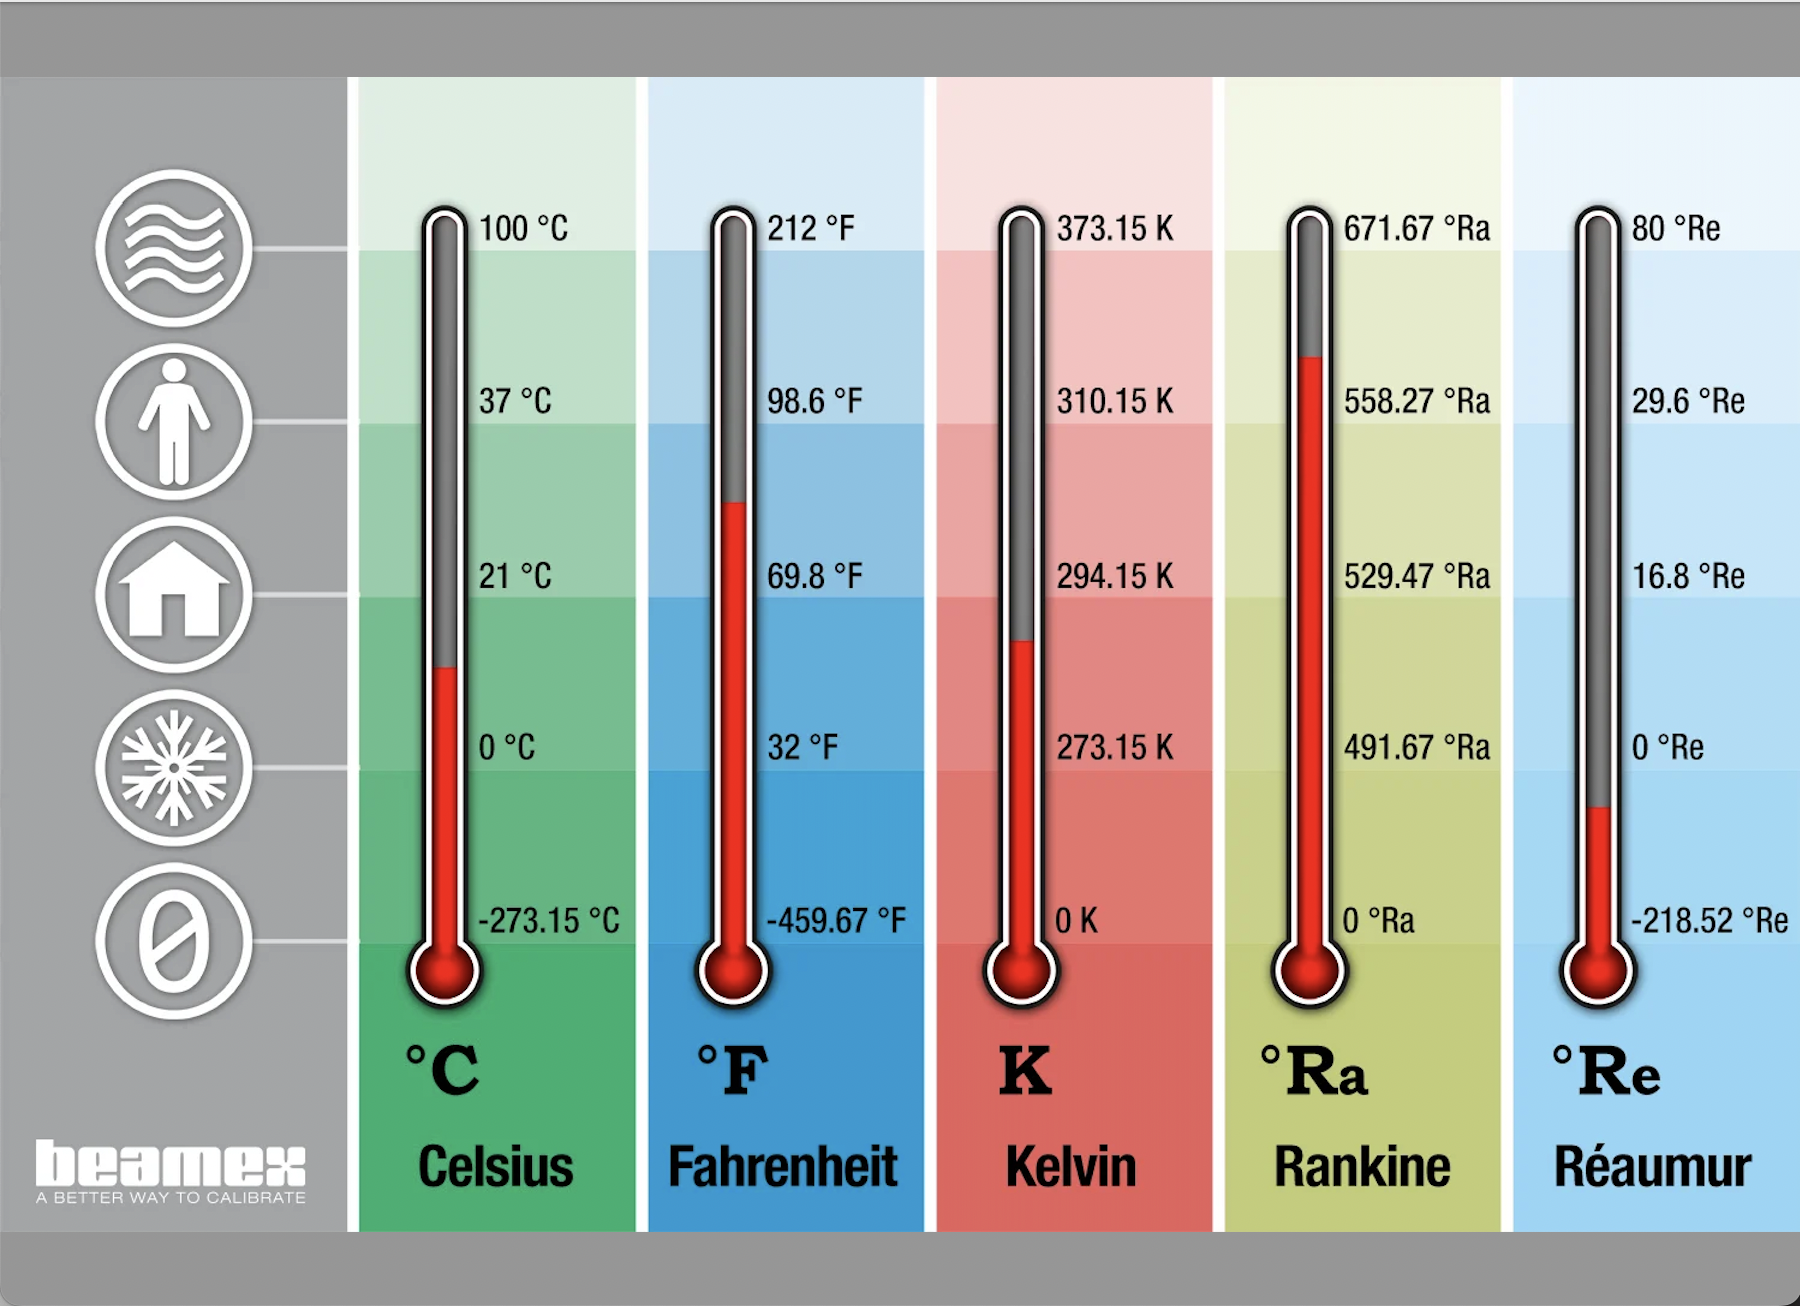 100 °C
212 °F
373.15 K
671.67 °Ra
80 °Re
37 °C
98.6 °F
310.15 K
558.27 °Ra
29.6 °Re
21 °C
69.8 °F
294.15 K
529.47 °Ra
16.8 °Re
0 °C
32 °F
273.15 K
491.67 °Ra
0 °Re
0
-273.15 °C
-459.67 °F
0 K
0 °Ra
-218.52 °Re
°C
°F
K
°Ra
°Re
Celsius
Fahrenheit
Kelvin
Rankine
Réaumur
beamex
A BETTER WAY TO CALIBRATE